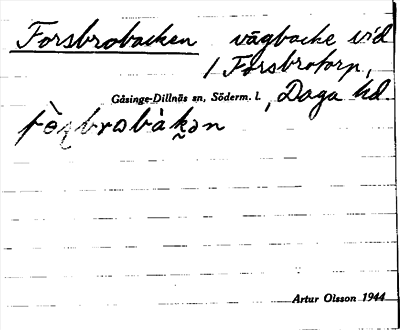 Forsbrobacken vägbacke vid
/ Forsbrotorp,
Gåsinge-Dillnäs sn, Söderm. l., Daga hd.
Artur Olsson 1944